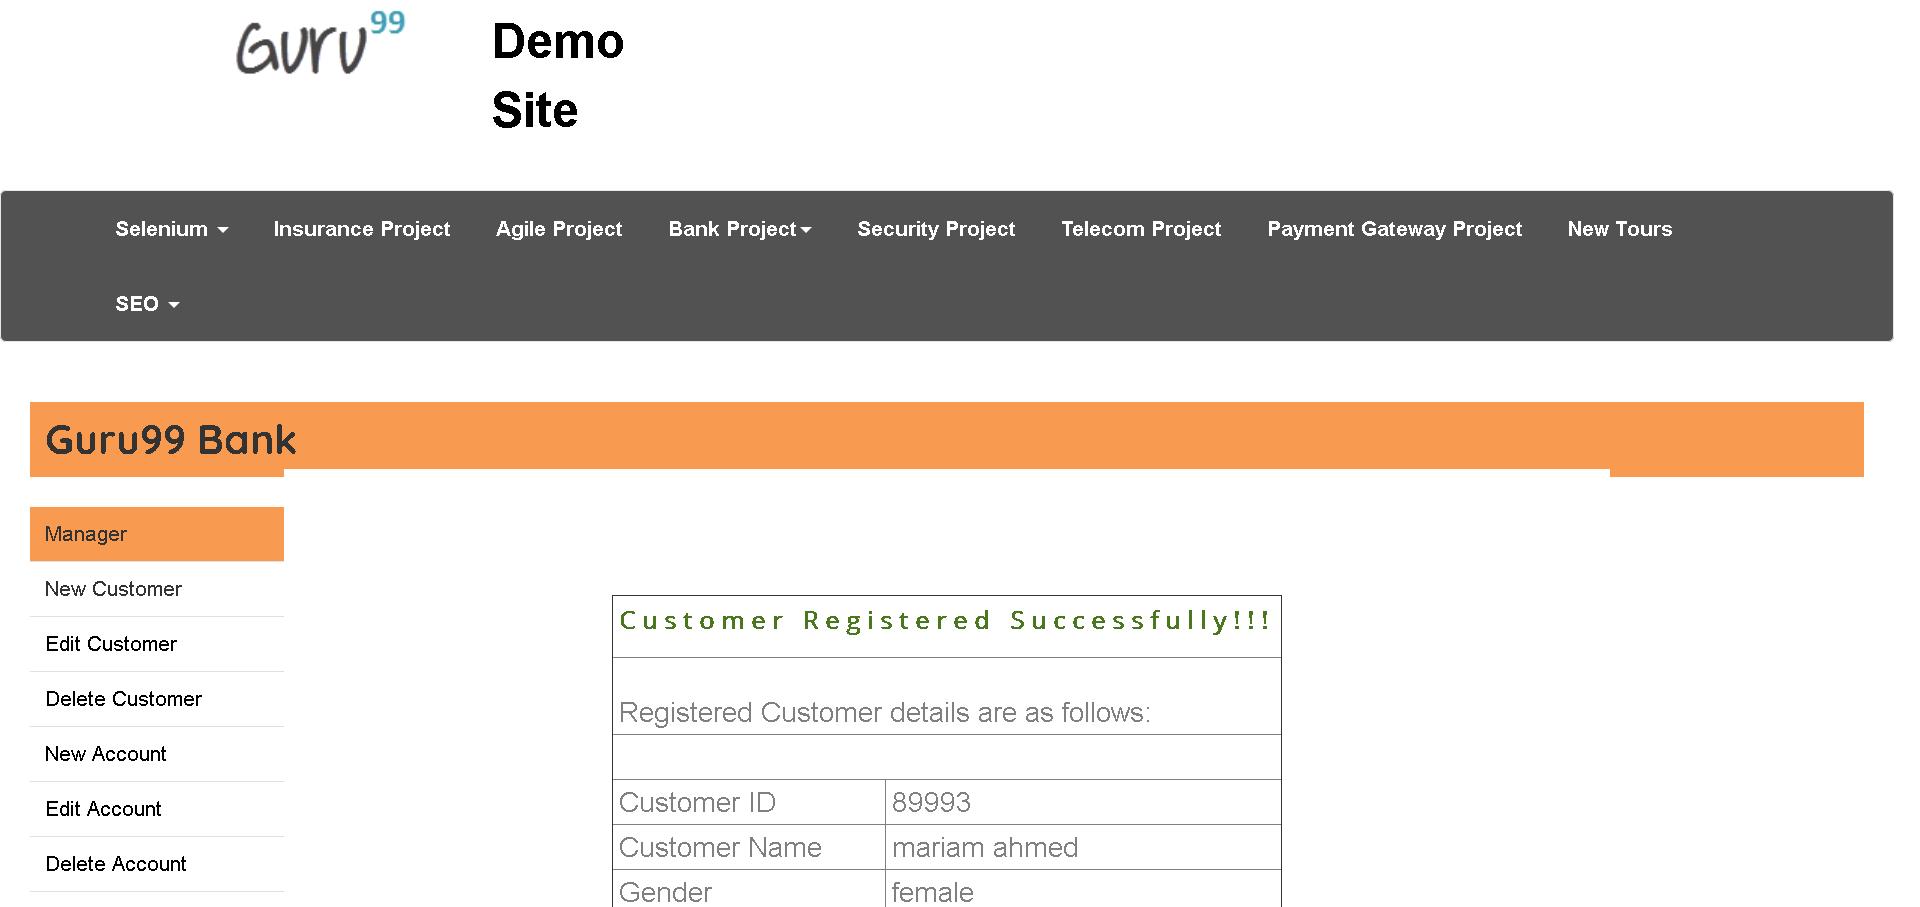 Guru99
Demo
Site
Selenium Insurance Project Agile Project Bank Project Security Project Telecom Project Payment Gateway Project New Tours
SEO
Guru99 Bank
Manager
New Customer
Edit Customer
Delete Customer
New Account
Edit Account
Delete Account
Customer Registered Successfully!!!
Registered Customer details are as follows:
Customer ID 89993
Customer Name mariam ahmed
Gender female